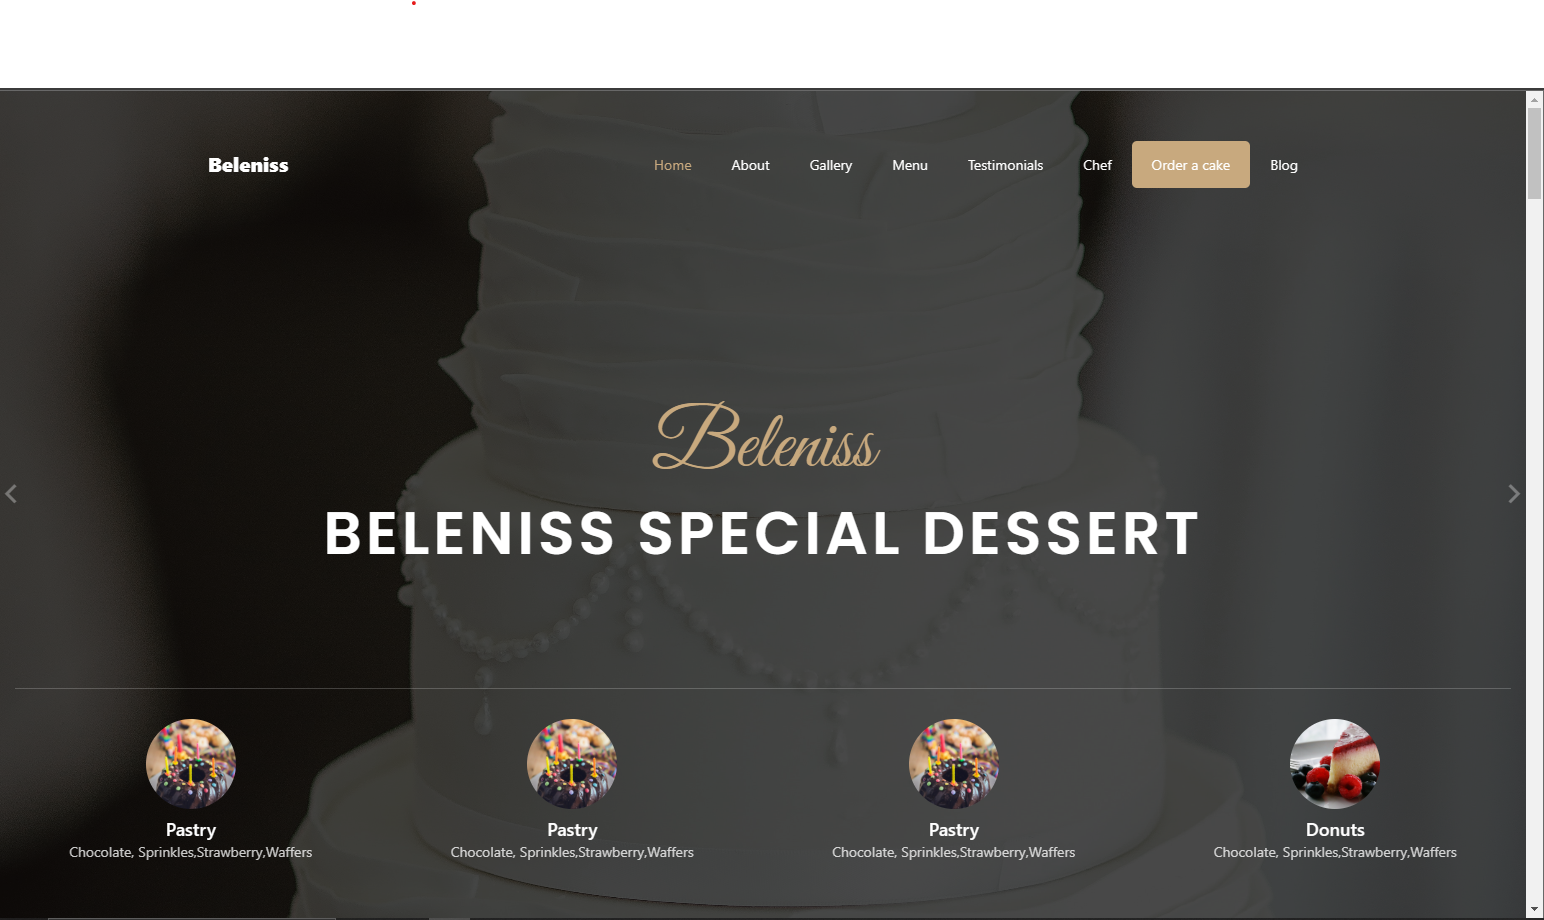 Beleniss
Home About Gallery Menu Testimonials Chef Order a cake Blog
Beleniss
BELENISS SPECIAL DESSERT
Pastry Pastry Pastry Donuts
Chocolate, Sprinkles,Strawberry,Waffers Chocolate, Sprinkles,Strawberry,Waffers Chocolate, Sprinkles,Strawberry,Waffers Chocolate, Sprinkles,Strawberry,Waffers